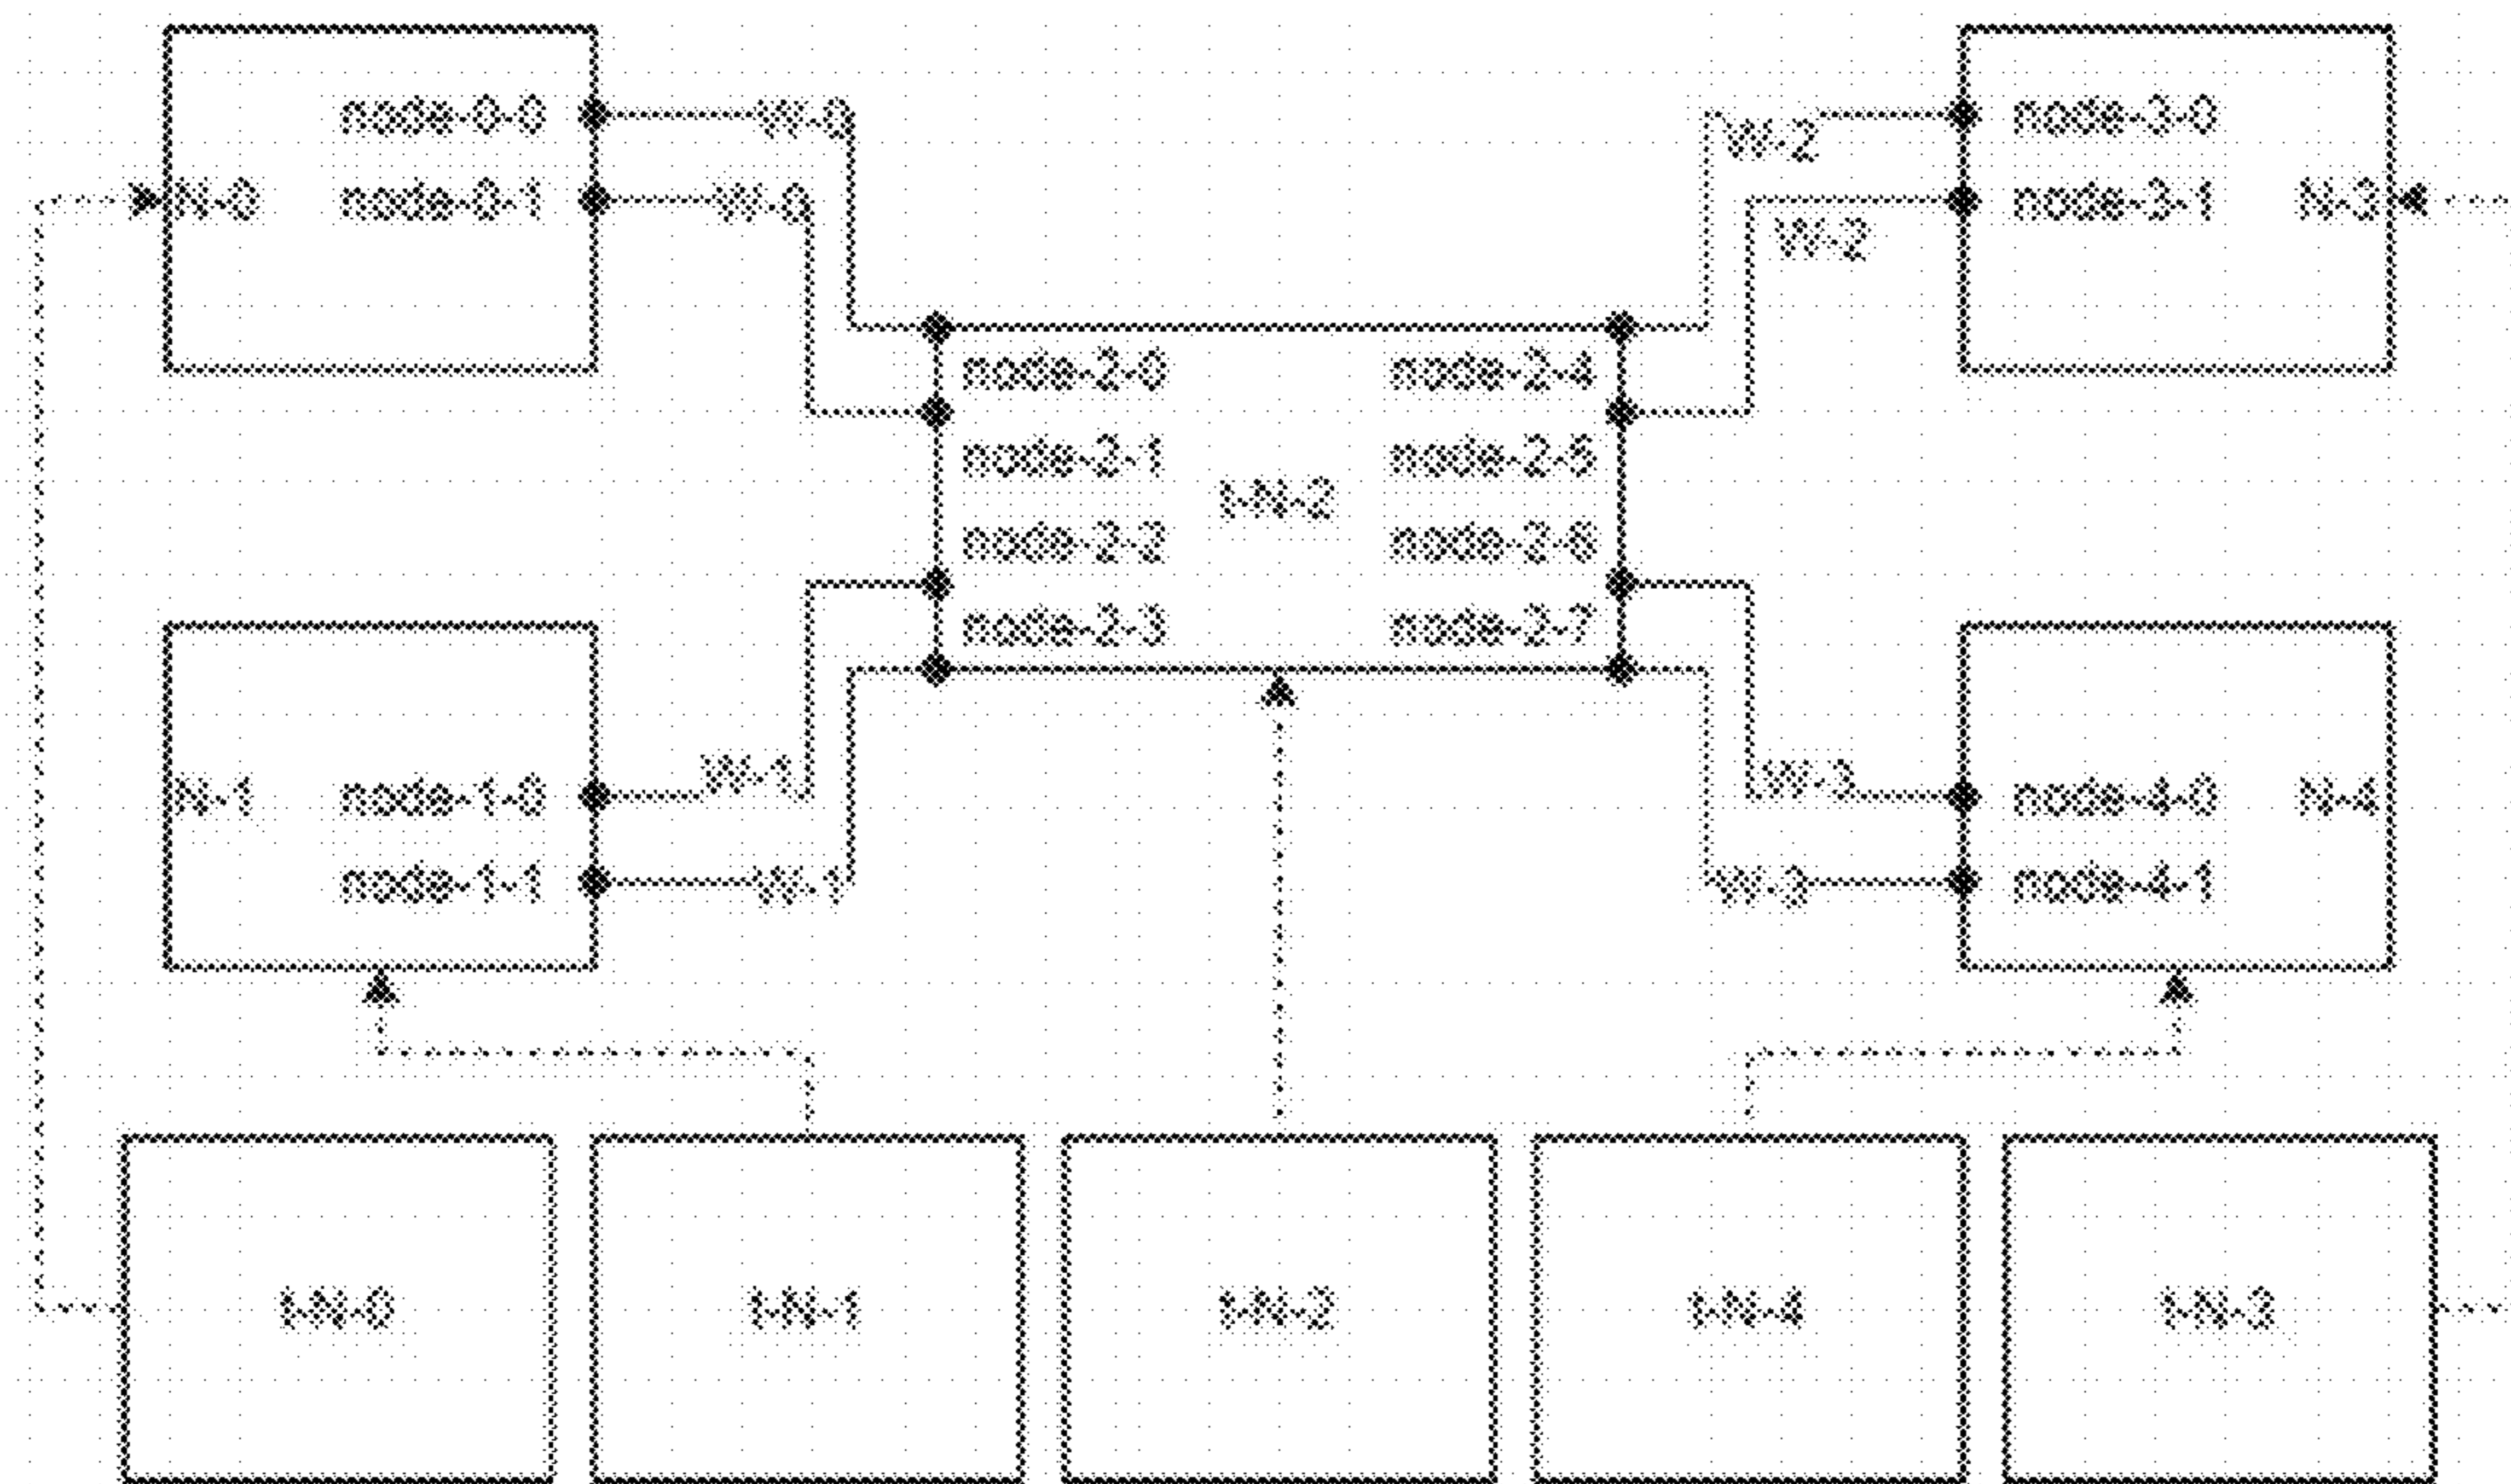 node-0-0
W-0
W-2
node-3-0
N-0
node-0-1
W-0
node-3-1
N-3
W-2
node-2-0
node-2-4
node-2-1
node-2-5
I-N-2
node-2-2
node-2-6
node-2-3
node-2-7
N-1
node-1-0
W-1
W-3
node-4-0
N-4
node-1-1
W-1
W-3
node-4-1
I-N-0
I-N-1
I-N-2
I-N-4
I-N-3